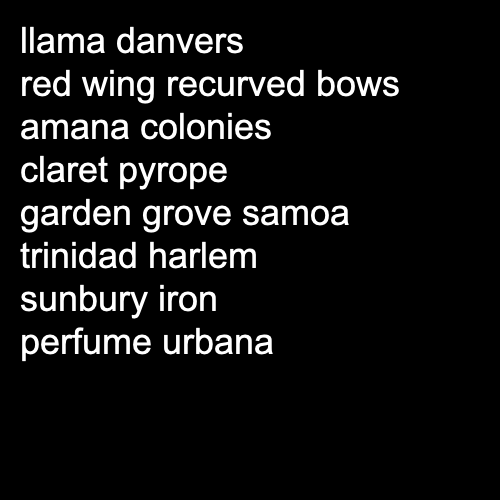 llama danvers
red wing recurved bows
amana colonies
claret pyrope
garden grove samoa
trinidad harlem
sunbury iron
perfume urbana